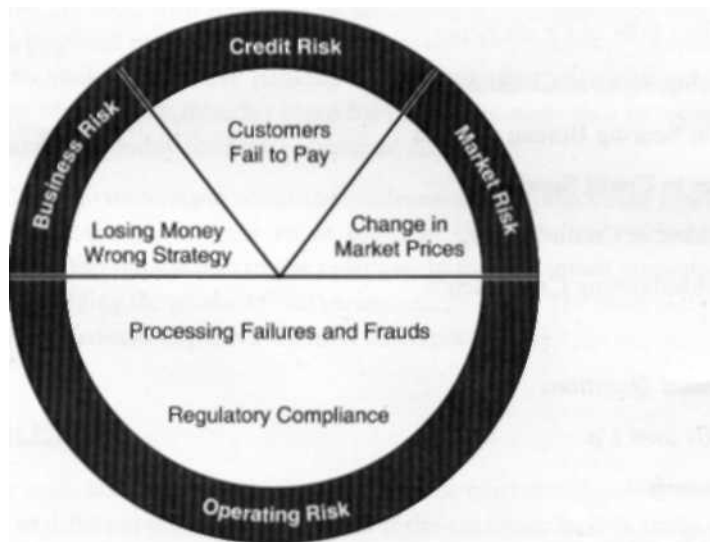 Credit Risk
Business Risk
Market Risk
Customers
Fail to Pay
Losing Money
Wrong Strategy
Change in
Market Prices
Processing Failures and Frauds
Regulatory Compliance
Operating Risk